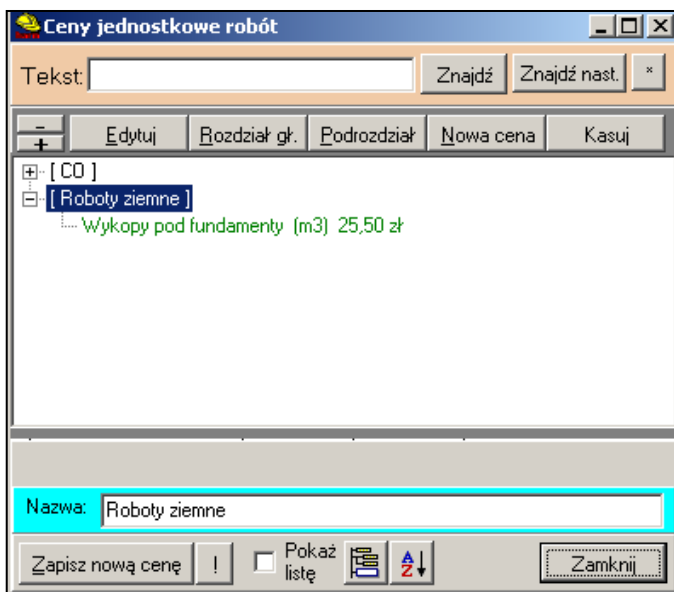 Ceny jednostkowe robót
Tekst: Znajdź Znajdź nast. *
- + Edytuj Rozdział gł. Podrozdział Nowa cena Kasuj
[ CO ]
[ Roboty ziemne ]
Wykopy pod fundamenty (m3) 25,50 zł
Nazwa: Roboty ziemne
Zapisz nową cenę ! Pokaż listę A Z Zamknij